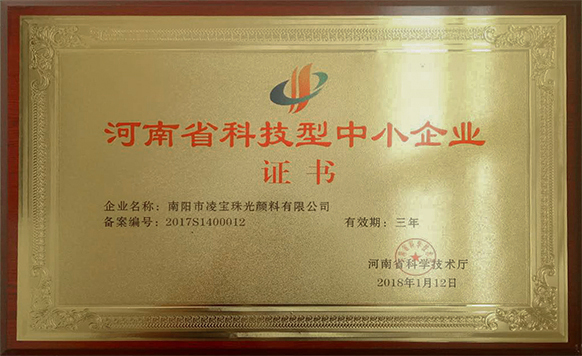 河南省科技型中小企业
证书
企业名称：南阳市凌宝珠光颜料有限公司
备案编号：2017S1400012 有效期：三年
河南省科学技术厅
2018年1月12日